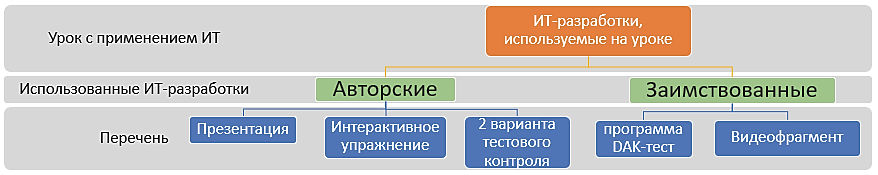 Урок с применением ИТ
ИТ-разработки,
используемые на уроке
Использованные ИТ-разработки
Авторские
Заимствованные
Перечень
Презентация
Интерактивное
упражнение
2 варианта
тестового
контроля
программа
DAK-тест
Видеофрагмент